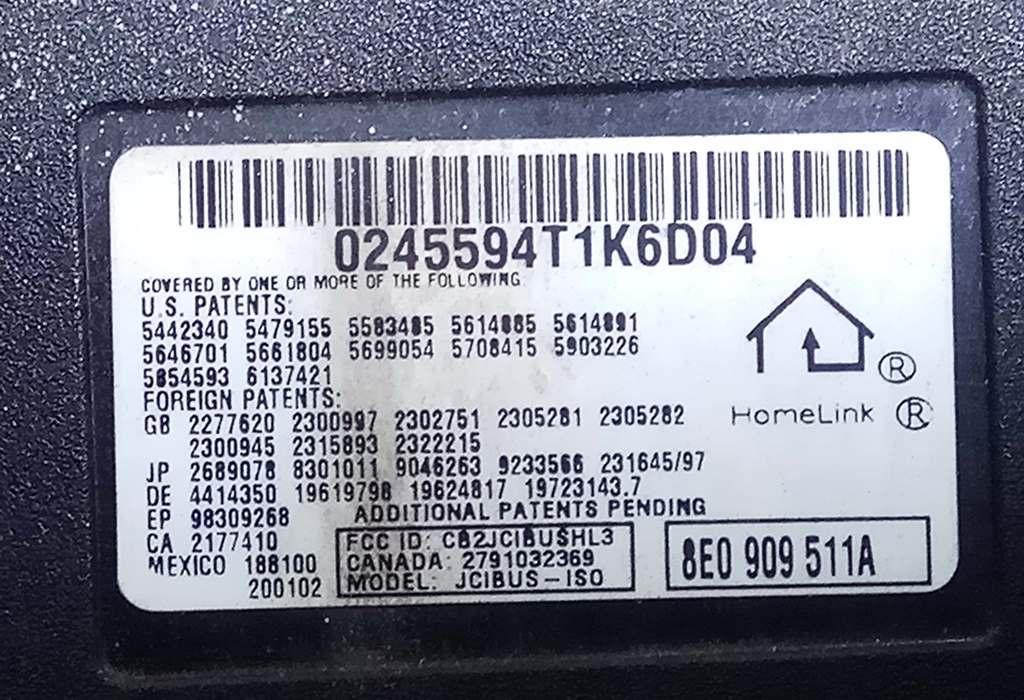 0245594T1K6D04
COVERED BY ONE OR MORE OF THE FOLLOWING
U.S. PATENTS:
5442340 5479155 5583485 5614885 5614891
5646701 5661804 5699054 5708415 5903226
5854593 6137421
FOREIGN PATENTS:
GB 2277620 2300997 2302751 2305281 2305282
2300945 2315893 2322215
JP 2689078 8301011 9046263 9233566 231645/97
DE 4414350 19619798 19624817 19723143.7
EP 98309268 ADDITIONAL PATENTS PENDING
CA 2177410
MEXICO 188100
200102
FCC ID: CB2JCIBUSHL3
CANADA: 2791032369
MODEL: JCIBUS-ISO
®
HomeLink ®
8E0 909 511A